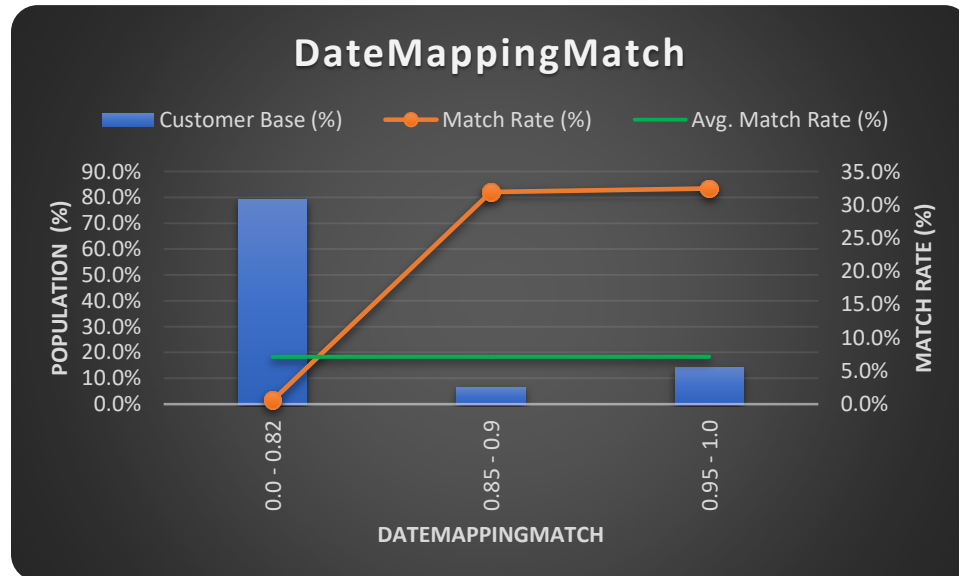 DateMappingMatch
Customer Base (%) Match Rate (%) Avg. Match Rate (%)
90.0% 35.0%
80.0% 30.0%
70.0% 25.0%
60.0% 20.0%
50.0% 15.0%
40.0% 10.0%
30.0% 5.0%
20.0% 0.0%
10.0%
0.0%
POPULATION (%)
MATCH RATE (%)
0.0 - 0.82
0.85 - 0.9
0.95 - 1.0
DATEMAPPINGMATCH